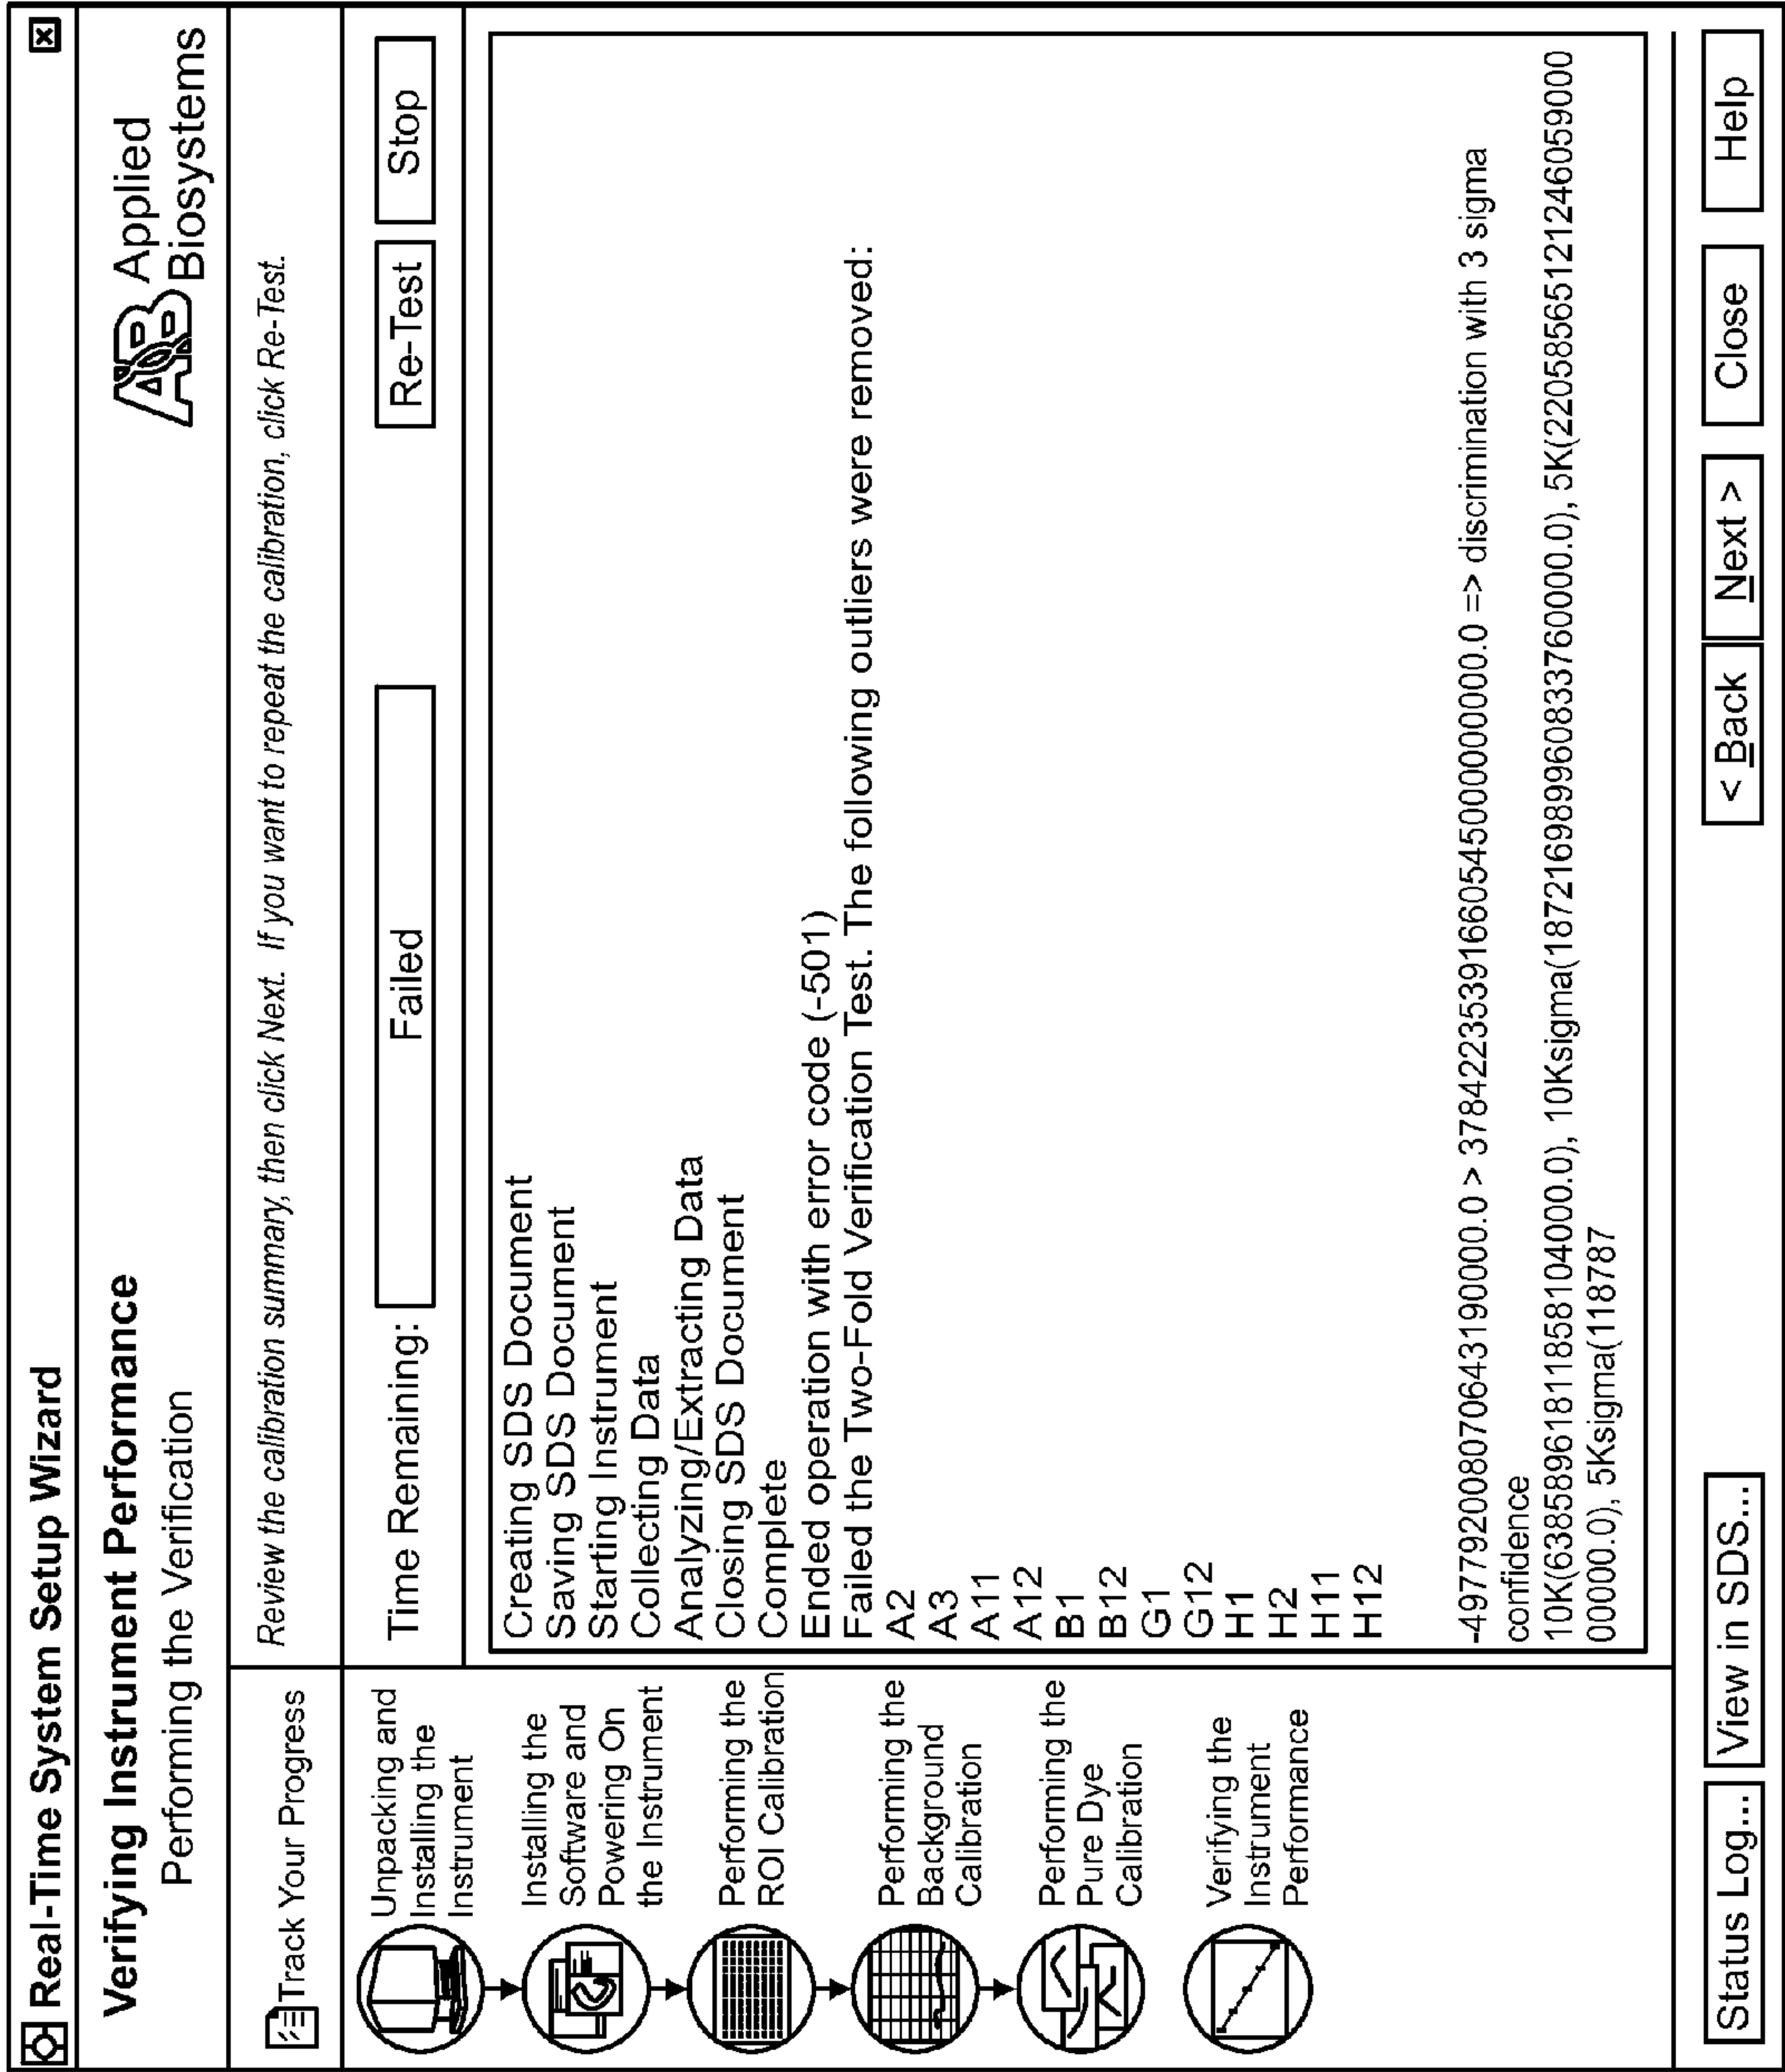 Real-Time System Setup Wizard
Verifying Instrument Performance
Performing the Verification
AB Applied
Biosystems
Track Your Progress
Review the calibration summary, then click Next. If you want to repeat the calibration, click Re-Test.
Unpacking and
Installing the
Instrument
Installing the
Software and
Powering On
the Instrument
Performing the
ROI Calibration
Performing the
Background
Calibration
Performing the
Pure Dye
Calibration
Verifying the
Instrument
Performance
Time Remaining:
Failed
Re-Test
Stop
Creating SDS Document
Saving SDS Document
Starting Instrument
Collecting Data
Analyzing/Extracting Data
Closing SDS Document
Complete
Ended operation with error code (-501)
Failed the Two-Fold Verification Test. The following outliers were removed:
A2
A3
A11
A12
B1
B12
G1
G12
H1
H2
H11
H12
-497792008070643190000.0 > 37842235391660545000000000.0 => discrimination with 3 sigma
confidence
10K(63858961811858104000.0), 10Ksigma(187216989960833760000.0), 5K(22058565121246059000
00000.0), 5Ksigma(118787
Status Log...
View in SDS...
< Back
Next >
Close
Help